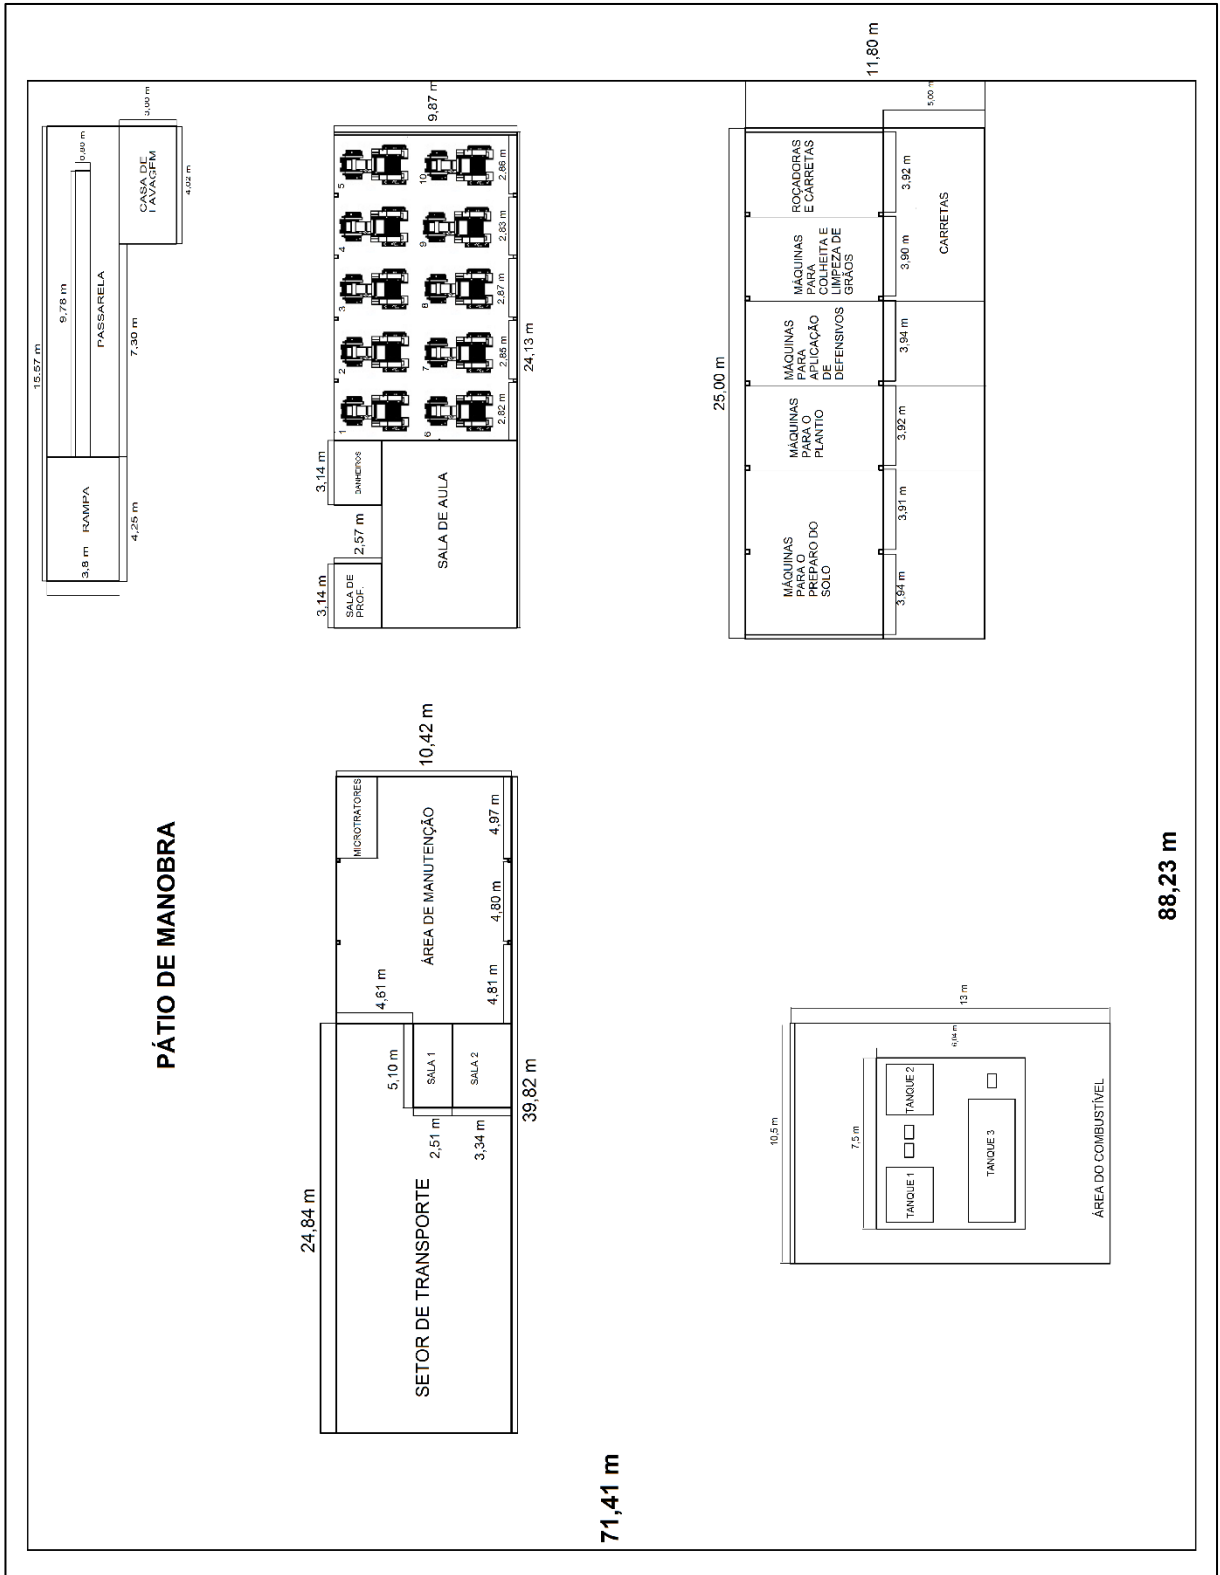 15,57 m
9,78 m
0,80 m
3,00 m
PASSARELA
7,30 m
CASA DE
LAVAGEM
4,02 m
3,8 m
RAMPA
4,25 m
9,87 m
1
2
3
4
5
6
7
8
9
10
2,82 m
2,85 m
2,87 m
2,83 m
2,86 m
24,13 m
3,14 m
BANHEIROS
2,57 m
3,14 m
SALA DE
PROF.
SALA DE AULA
11,80 m
5,00 m
25,00 m
MÁQUINAS
PARA O
PREPARO DO
SOLO
MÁQUINAS
PARA O
PLANTIO
MÁQUINAS
PARA
APLICAÇÃO
DE
DEFENSIVOS
MÁQUINAS
PARA
COLHEITA E
LIMPEZA DE
GRÃOS
ROÇADORAS
E CARRETAS
3,94 m
3,91 m
3,92 m
3,94 m
3,90 m
3,92 m
CARRETAS
PÁTIO DE MANOBRA
10,42 m
MICROTRATORES
ÁREA DE MANUTENÇÃO
4,81 m
4,80 m
4,97 m
4,61 m
5,10 m
SALA 1
SALA 2
2,51 m
3,34 m
39,82 m
24,84 m
SETOR DE TRANSPORTE
10,5 m
7,5 m
13 m
6,04 m
TANQUE 1
TANQUE 2
TANQUE 3
ÁREA DO COMBUSTÍVEL
71,41 m
88,23 m